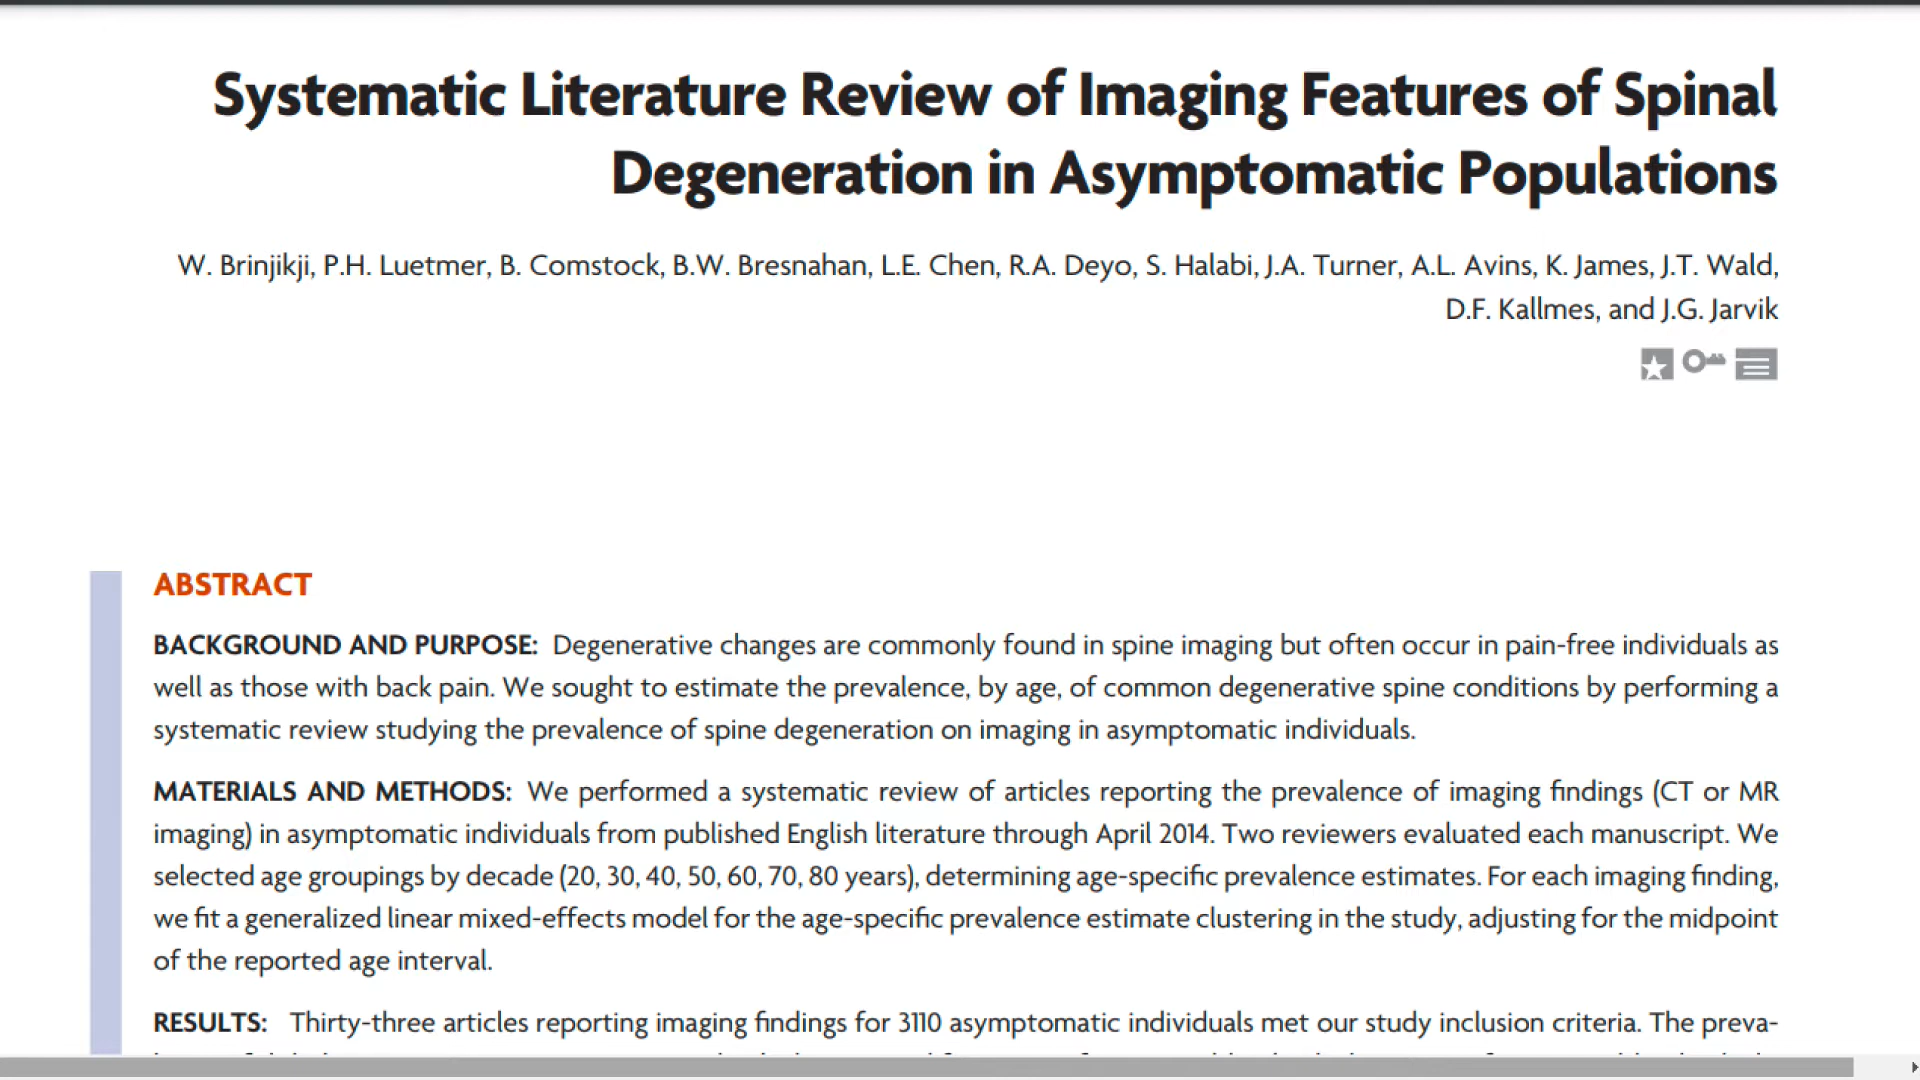 Systematic Literature Review of Imaging Features of Spinal
Degeneration in Asymptomatic Populations
W. Brinjikji, P.H. Luetmer, B. Comstock, B.W. Bresnahan, L.E. Chen, R.A. Deyo, S. Halabi, J.A. Turner, A.L. Avins, K. James, J.T. Wald,
D.F. Kallmes, and J.G. Jarvik
ABSTRACT
BACKGROUND AND PURPOSE: Degenerative changes are commonly found in spine imaging but often occur in pain-free individuals as
well as those with back pain. We sought to estimate the prevalence, by age, of common degenerative spine conditions by performing a
systematic review studying the prevalence of spine degeneration on imaging in asymptomatic individuals.
MATERIALS AND METHODS: We performed a systematic review of articles reporting the prevalence of imaging findings (CT or MR
imaging) in asymptomatic individuals from published English literature through April 2014. Two reviewers evaluated each manuscript. We
selected age groupings by decade (20, 30, 40, 50, 60, 70, 80 years), determining age-specific prevalence estimates. For each imaging finding,
we fit a generalized linear mixed-effects model for the age-specific prevalence estimate clustering in the study, adjusting for the midpoint
of the reported age interval.
RESULTS: Thirty-three articles reporting imaging findings for 3110 asymptomatic individuals met our study inclusion criteria. The preva-